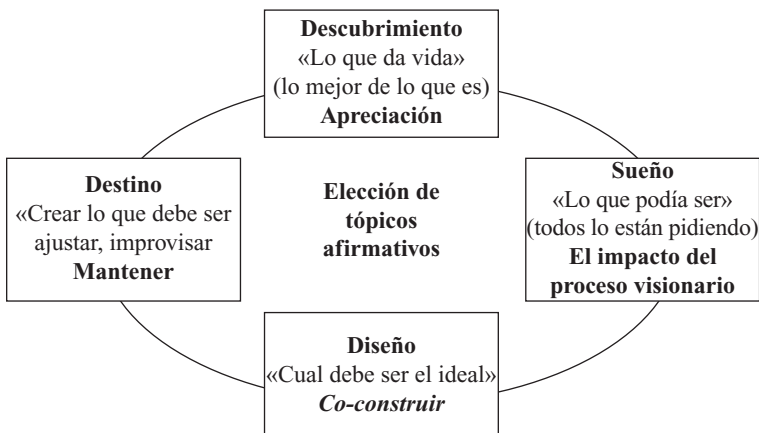 Descubrimiento
«Lo que da vida»
(lo mejor de lo que es)
Apreciación
Destino
«Crear lo que debe ser
ajustar, improvisar
Mantener
Elección de
tópicos
afirmativos
Sueño
«Lo que podía ser»
(todos lo están pidiendo)
El impacto del
proceso visionario
Diseño
«Cual debe ser el ideal»
Co-construir